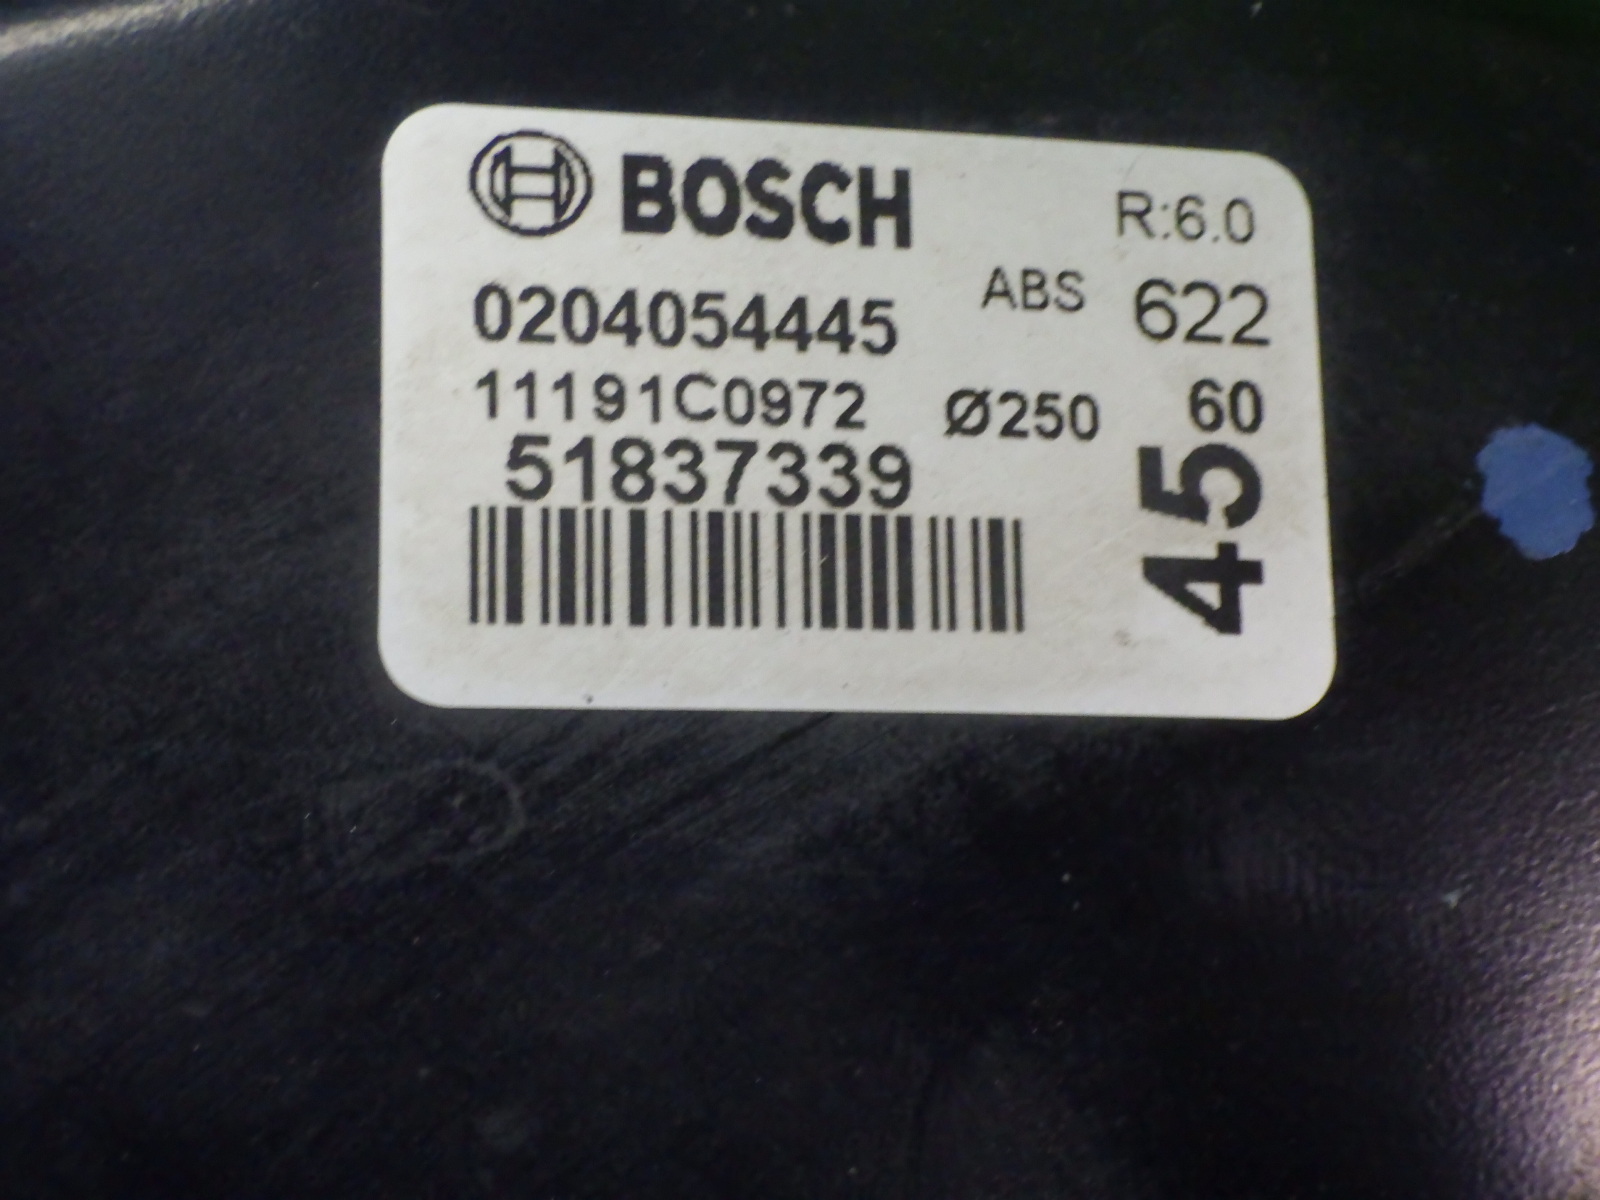 BOSCH
R:6.0
0204054445
ABS 622
11191C0972 Ø250 60
51837339
45